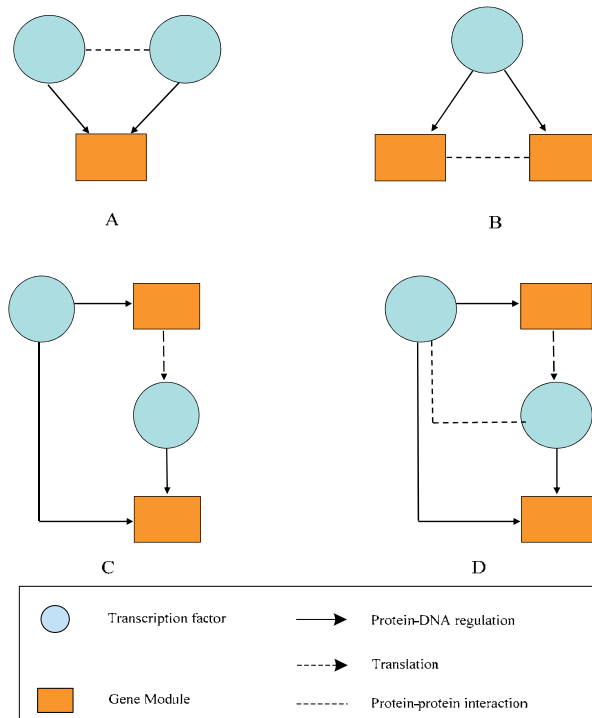 A
B
C
D
Transcription factor
Protein-DNA regulation
Translation
Gene Module
Protein-protein interaction